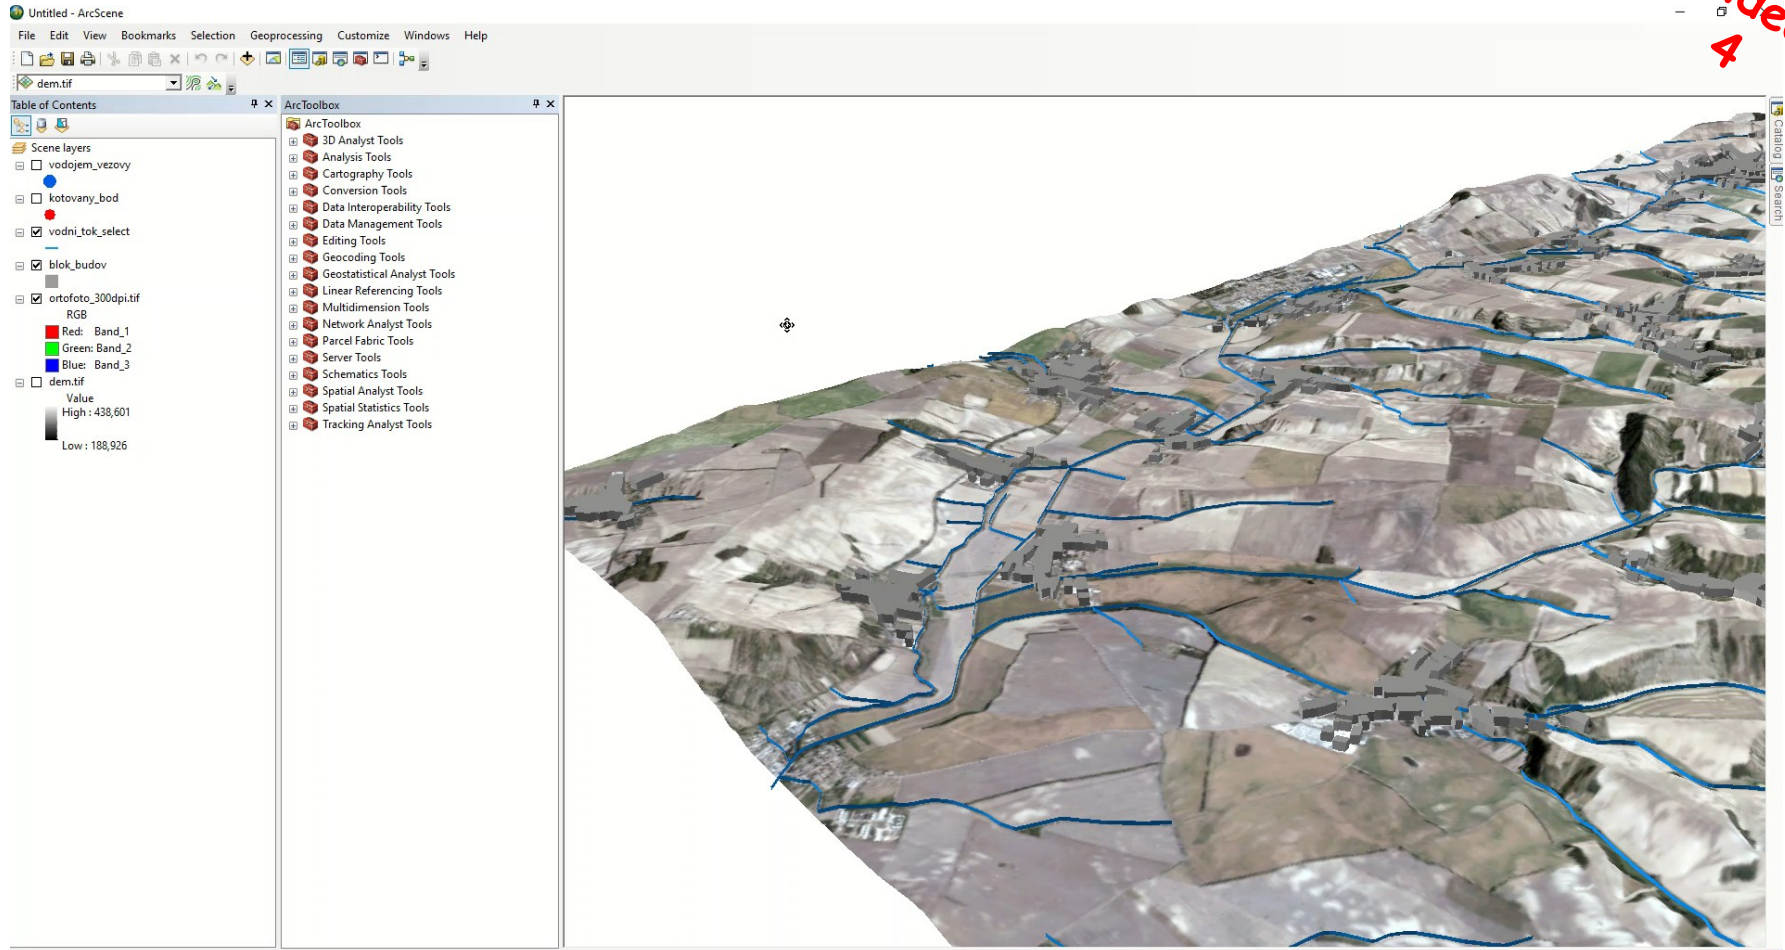 Untitled - ArcScene
4
File Edit View Bookmarks Selection Geoprocessing Customize Windows Help
dem.tif
Table of Contents
Scene layers
vodojem_vezovy
kotovany_bod
vodni_tok_select
blok_budov
ortofoto_300dpi.tif
RGB
Red: Band_1
Green: Band_2
Blue: Band_3
dem.tif
Value
High : 438,601
Low : 188,926
ArcToolbox
ArcToolbox
3D Analyst Tools
Analysis Tools
Cartography Tools
Conversion Tools
Data Interoperability Tools
Data Management Tools
Editing Tools
Geocoding Tools
Geostatistical Analyst Tools
Linear Referencing Tools
Multidimension Tools
Network Analyst Tools
Parcel Fabric Tools
Server Tools
Schematics Tools
Spatial Analyst Tools
Spatial Statistics Tools
Tracking Analyst Tools
Catalog
Search